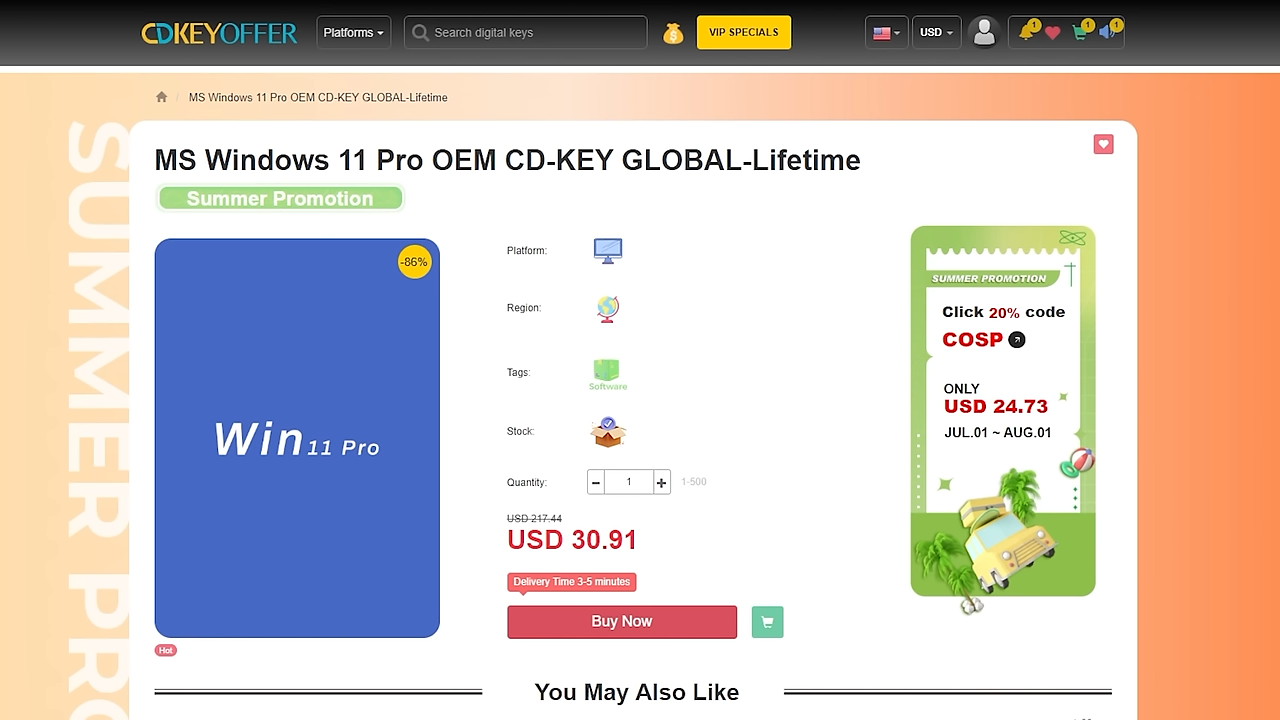 CDKEYOFFER
Platforms
Search digital keys
VIP SPECIALS
USD
1
1
1
MS Windows 11 Pro OEM CD-KEY GLOBAL-Lifetime
SUMMER PRO
MS Windows 11 Pro OEM CD-KEY GLOBAL-Lifetime
Summer Promotion
-86%
Win 11 Pro
Hot
Platform:
Region:
Tags:
Software
Stock:
Quantity:
1
1-500
USD 217.44
USD 30.91
Delivery Time 3-5 minutes
Buy Now
SUMMER PROMOTION
Click 20% code
COSP
ONLY
USD 24.73
JUL.01 ~ AUG.01
You May Also Like